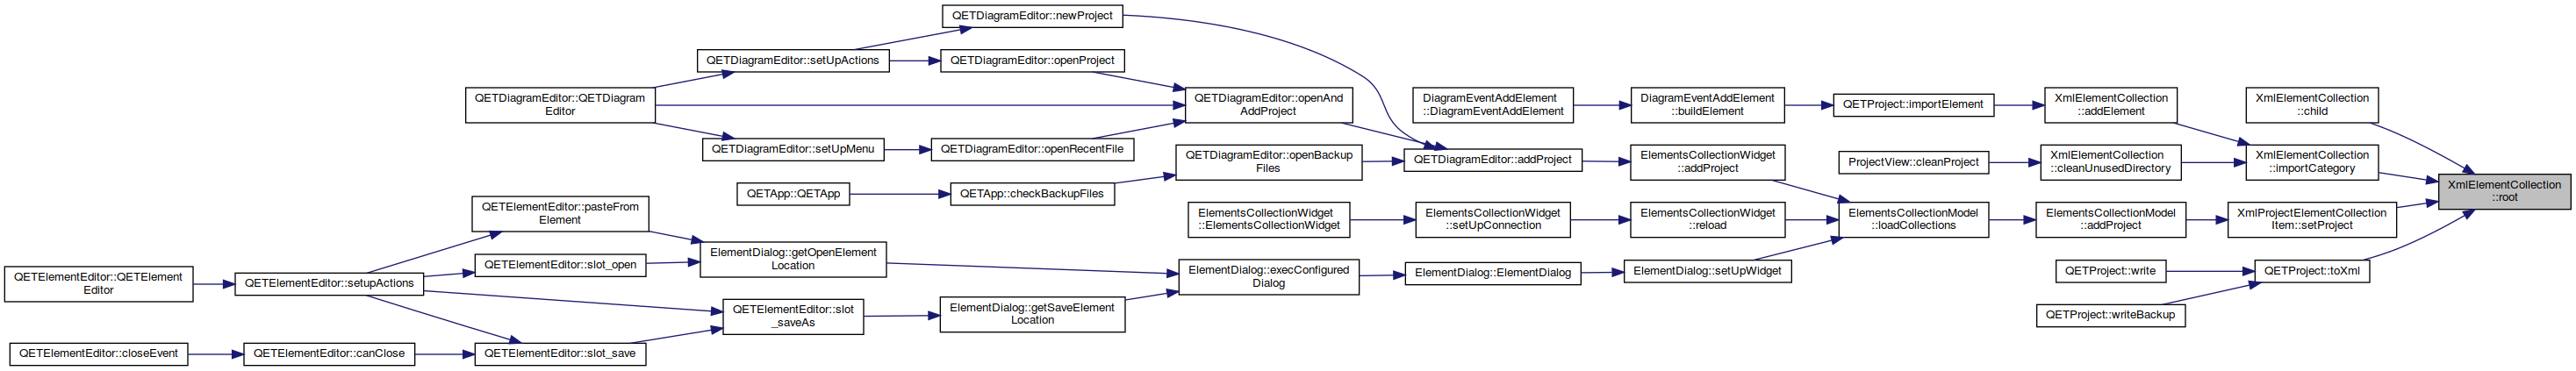 QETDiagramEditor::newProject
QETDiagramEditor::setUpActions
QETDiagramEditor::openProject
QETDiagramEditor::QETDiagram
Editor
QETDiagramEditor::openAnd
AddProject
DiagramEventAddElement
::DiagramEventAddElement
DiagramEventAddElement
::buildElement
QETProject::importElement
XmlElementCollection
::addElement
XmlElementCollection
::child
QETDiagramEditor::setUpMenu
QETDiagramEditor::openRecentFile
QETDiagramEditor::openBackup
Files
QETDiagramEditor::addProject
ElementsCollectionWidget
::addProject
ProjectView::cleanProject
XmlElementCollection
::cleanUnusedDirectory
XmlElementCollection
::importCategory
XmlElementCollection
::root
QETApp::QETApp
QETApp::checkBackupFiles
QETElementEditor::pasteFrom
Element
ElementsCollectionWidget
::ElementsCollectionWidget
ElementsCollectionWidget
::setUpConnection
ElementsCollectionWidget
::reload
ElementsCollectionModel
::loadCollections
ElementsCollectionModel
::addProject
XmlProjectElementCollection
Item::setProject
QETElementEditor::QETElement
Editor
QETElementEditor::setupActions
QETElementEditor::slot_open
ElementDialog::getOpenElement
Location
ElementDialog::execConfigured
Dialog
ElementDialog::ElementDialog
ElementDialog::setUpWidget
QETProject::write
QETProject::toXml
QETElementEditor::slot
_saveAs
ElementDialog::getSaveElement
Location
QETProject::writeBackup
QETElementEditor::closeEvent
QETElementEditor::canClose
QETElementEditor::slot_save